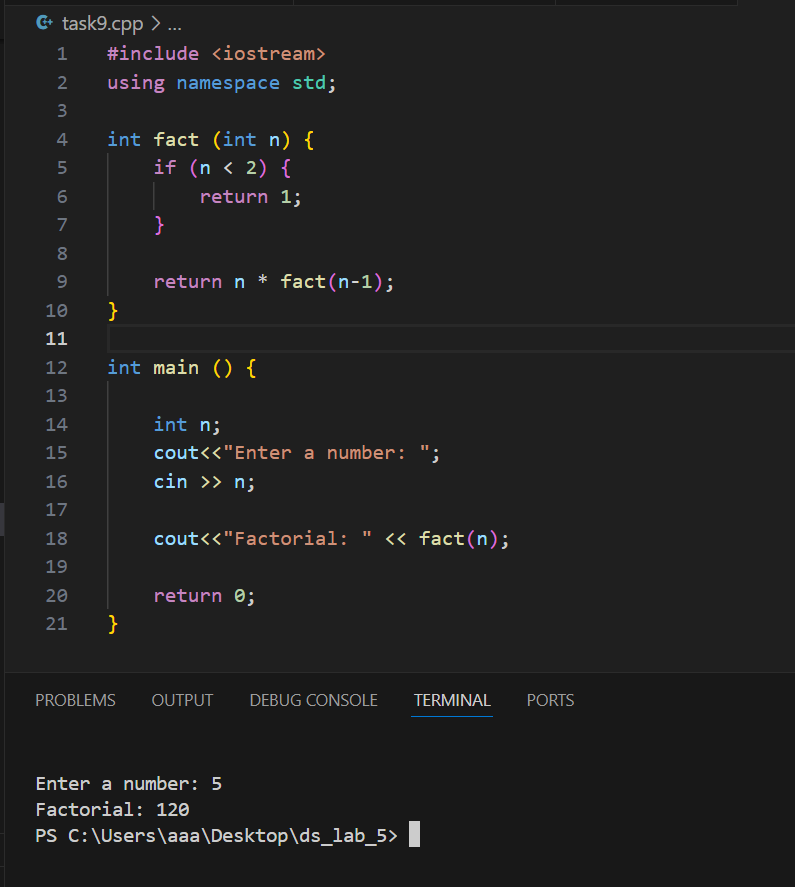 task9.cpp > ...
1 #include <iostream>
2 using namespace std;
3
4 int fact (int n) {
5 if (n < 2) {
6 return 1;
7 }
8
9 return n * fact(n-1);
10 }
11
12 int main () {
13
14 int n;
15 cout<<"Enter a number: ";
16 cin >> n;
17
18 cout<<"Factorial: " << fact(n);
19
20 return 0;
21 }
PROBLEMS OUTPUT DEBUG CONSOLE TERMINAL PORTS
Enter a number: 5
Factorial: 120
PS C:\Users\aaa\Desktop\ds_lab_5>